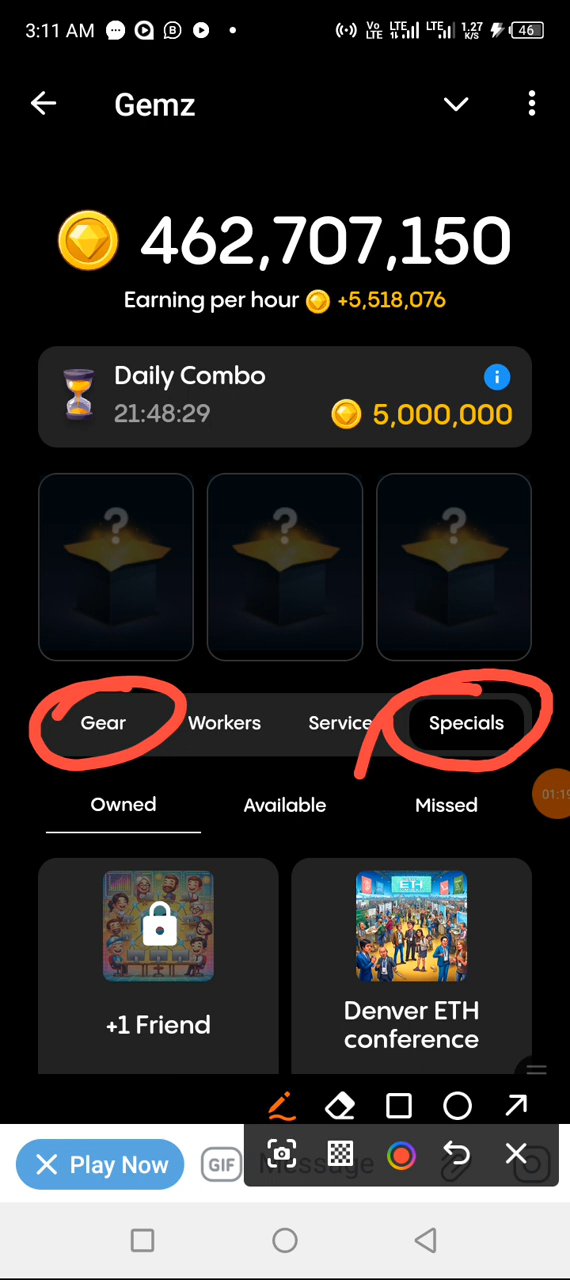 3:11 AM
Vo LTE LTE LTE 1.27 K/S 46
Gemz
462,707,150
Earning per hour +5,518,076
Daily Combo
21:48:29
5,000,000
? ? ?
Gear Workers Service Specials
Owned Available Missed
01:19
ETH
+1 Friend
Denver ETH
conference
Play Now GIF Message